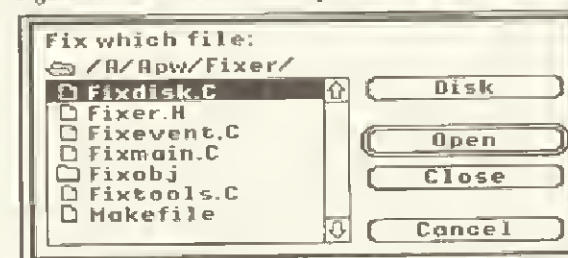 Fix which file:
/A/Apw/Fixer/
Fixdisk.C
Fixer.H
Fixevent.C
Fixmain.C
Fixobj
Fixtools.C
Makefile
Disk
Open
Close
Cancel